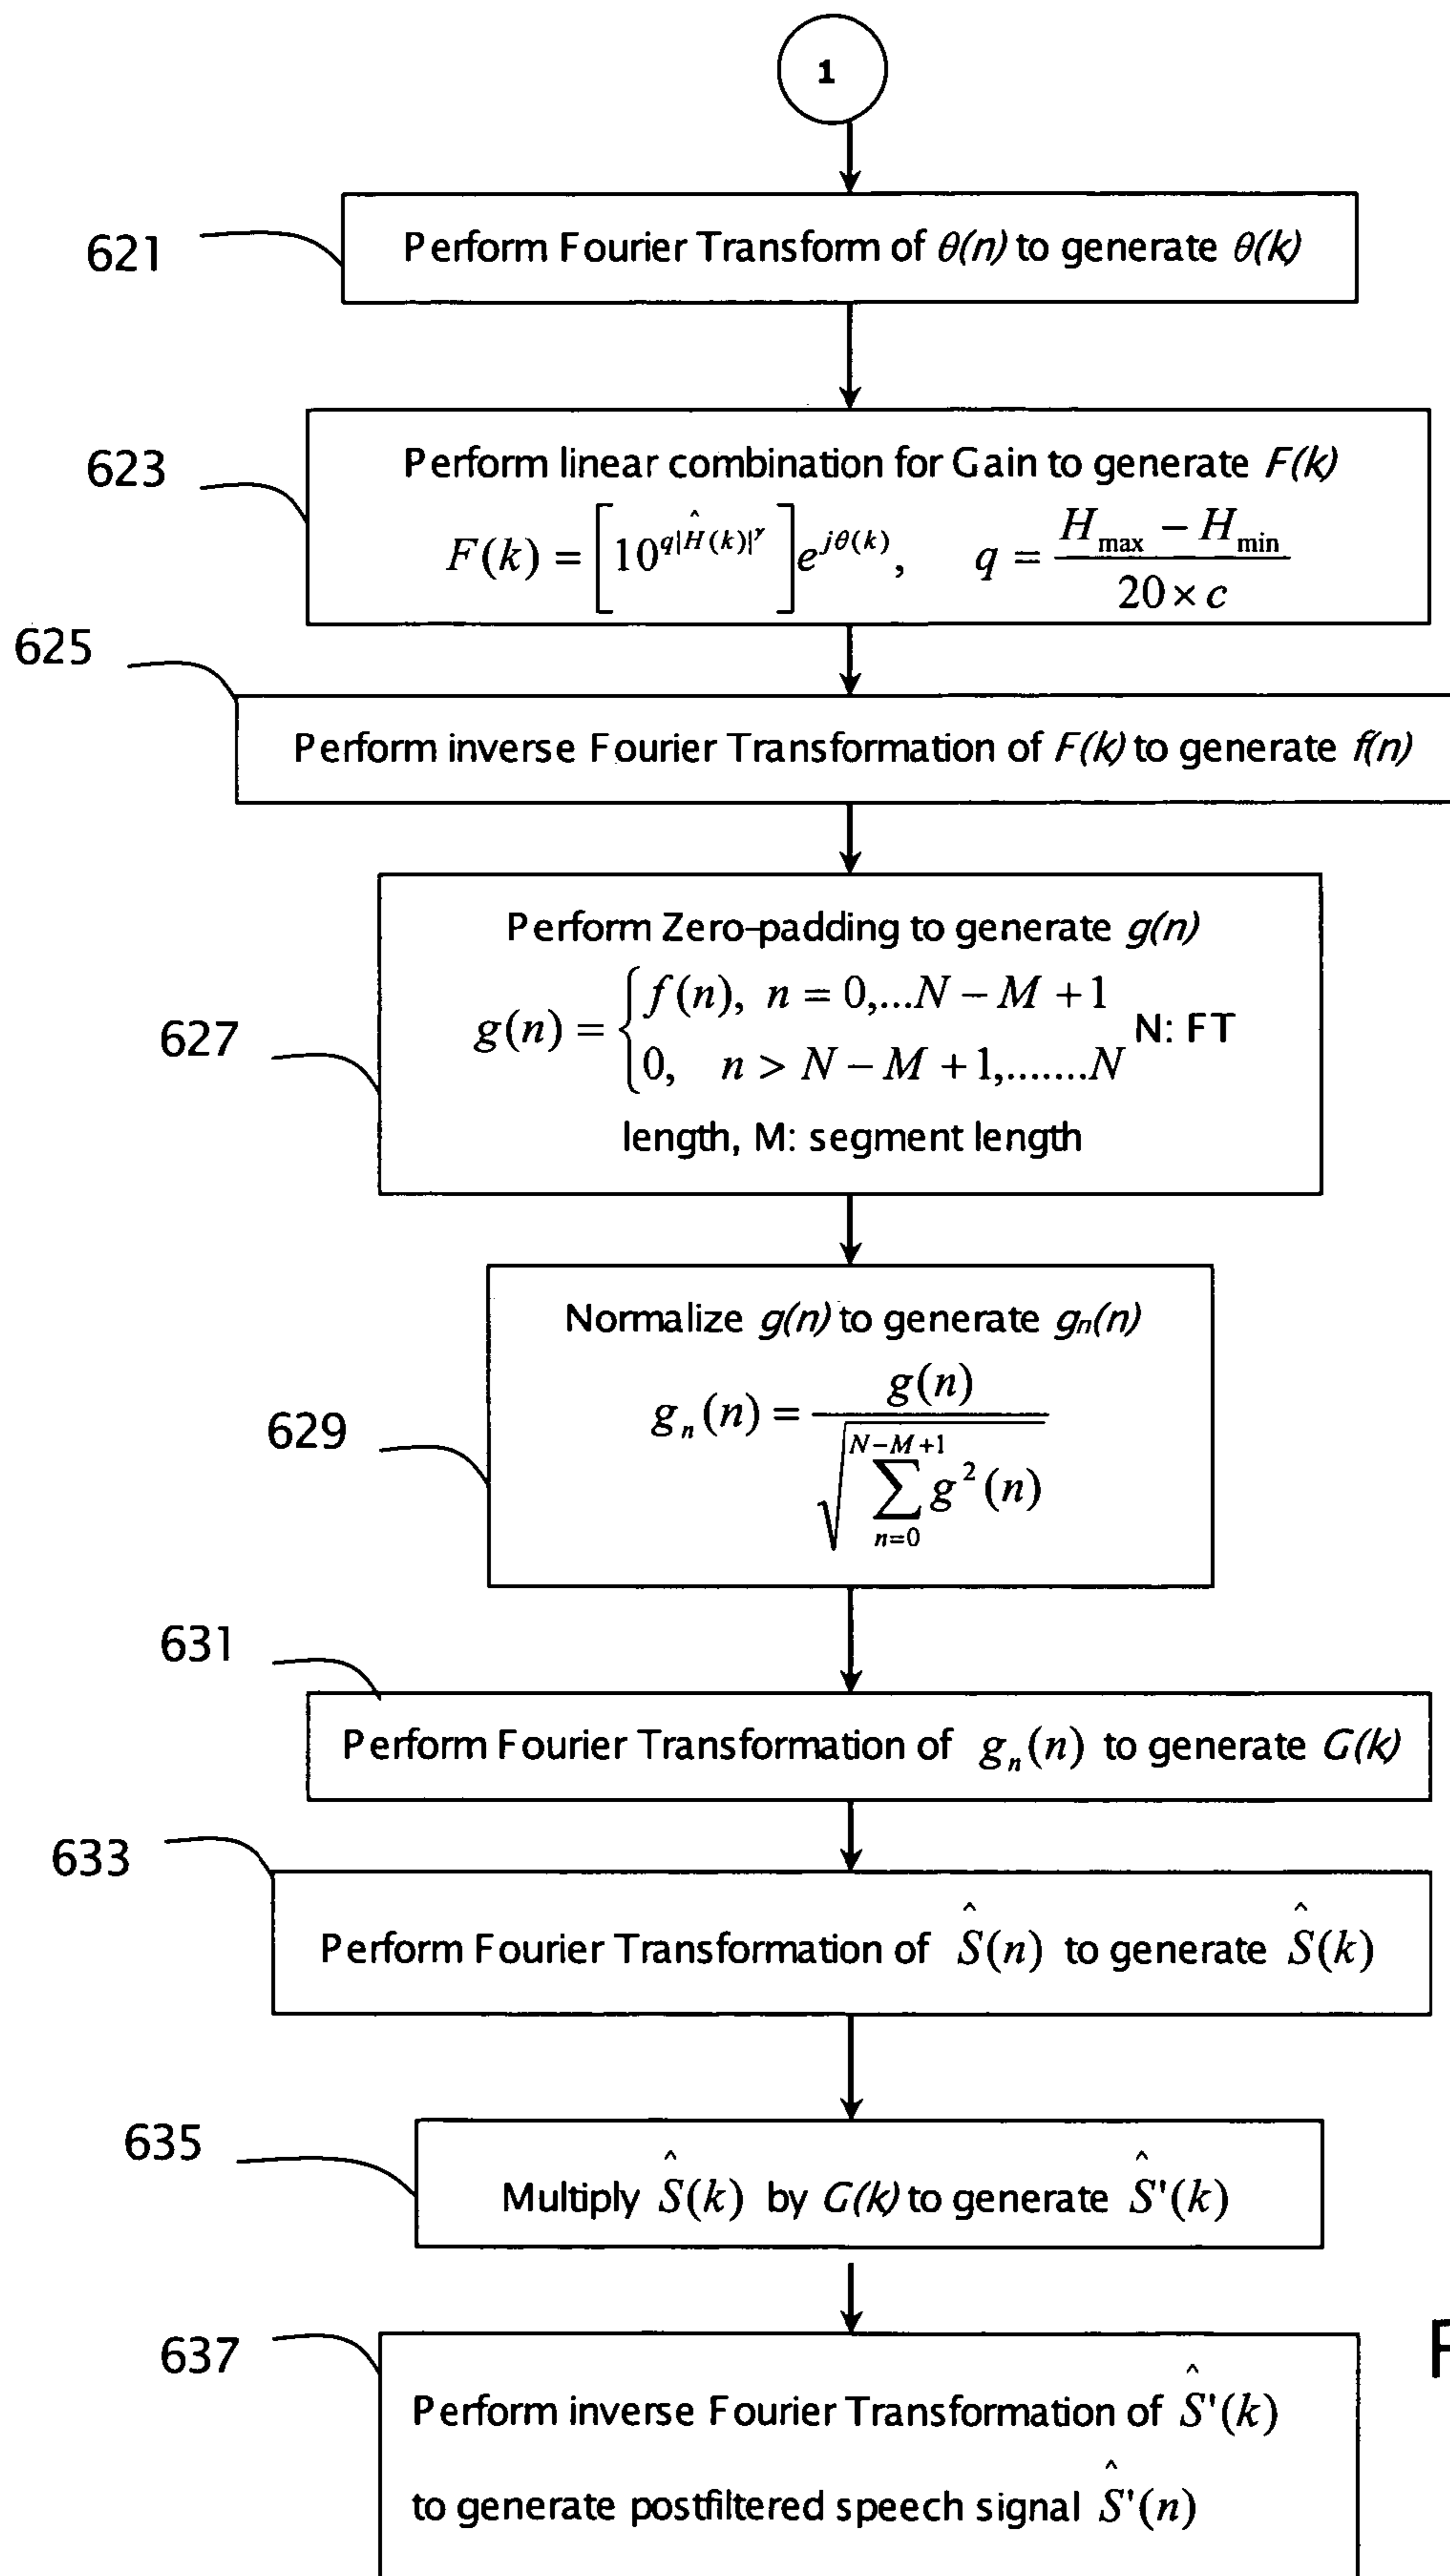 1
621
Perform Fourier Transform of θ(n) to generate θ(k)
623
Perform linear combination for Gain to generate F(k)
F(k) = [10^{q|Ĥ(k)|^γ}] e^{jθ(k)}, q = (H_max − H_min) / (20 × c)
625
Perform inverse Fourier Transformation of F(k) to generate f(n)
627
Perform Zero-padding to generate g(n)
g(n) = { f(n), n = 0,...N − M + 1
0, n > N − M + 1,.......N
N: FT
length, M: segment length
629
Normalize g(n) to generate gₙ(n)
gₙ(n) = g(n) / √(∑_{n=0}^{N−M+1} g²(n))
631
Perform Fourier Transformation of gₙ(n) to generate G(k)
633
Perform Fourier Transformation of Ŝ(n) to generate Ŝ(k)
635
Multiply Ŝ(k) by G(k) to generate Ŝ'(k)
637
Perform inverse Fourier Transformation of Ŝ'(k)
to generate postfiltered speech signal Ŝ'(n)